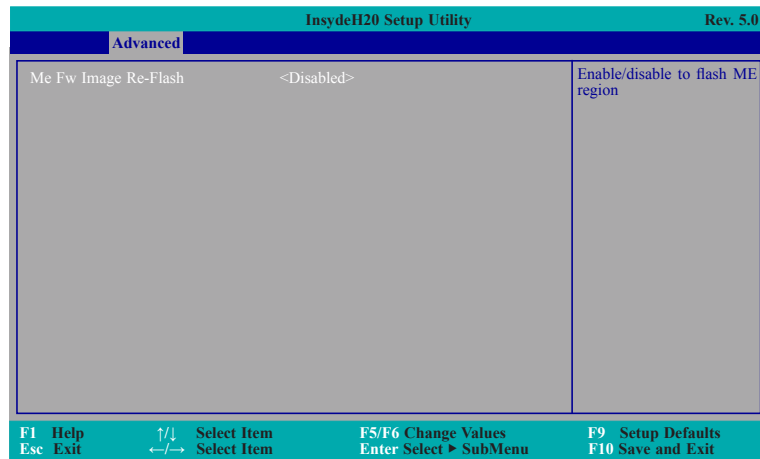 InsydeH20 Setup Utility Rev. 5.0
Advanced
Me Fw Image Re-Flash <Disabled>
Enable/disable to flash ME
region
F1 Help ↑/↓ Select Item F5/F6 Change Values F9 Setup Defaults
Esc Exit ←/→ Select Item Enter Select ▶ SubMenu F10 Save and Exit